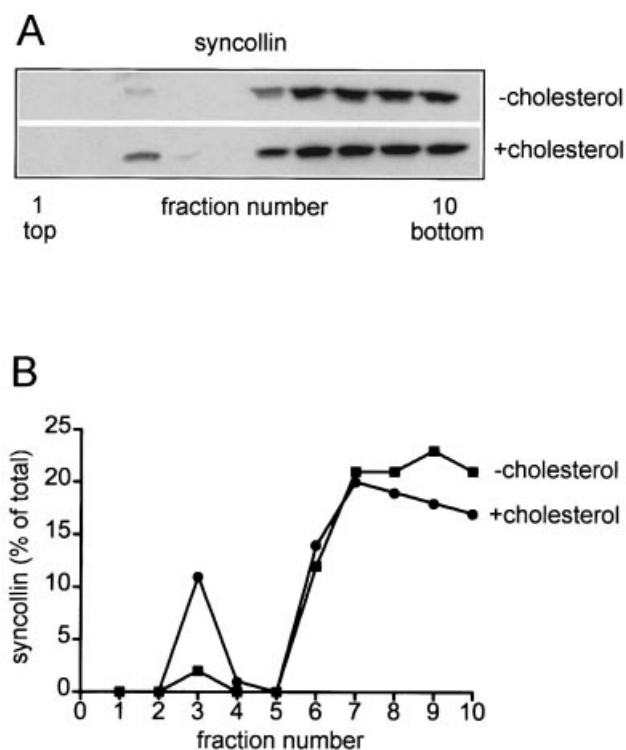 A
syncollin
-cholesterol
+cholesterol
1 fraction number 10
top bottom
B
syncollin (% of total)
25
20
15
10
5
0
-cholesterol
+cholesterol
0 1 2 3 4 5 6 7 8 9 10
fraction number